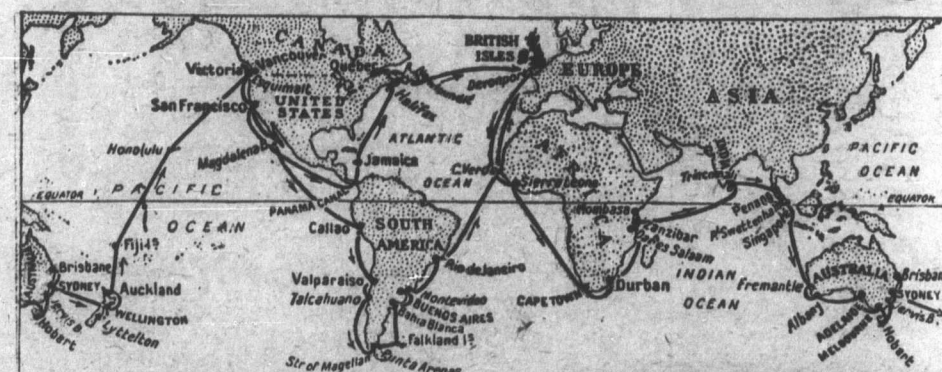 CANADA
BRITISH
ISLES
Victoria
Vancouver
Esquimalt
Quebec
Devonport
EUROPE
ASIA
UNITED
STATES
San Francisco
Halifax
ATLANTIC
OCEAN
Magdalena
Honolulu
Jamaica
C. Verde
Sierra Leone
Trincomali
PACIFIC
OCEAN
EQUATOR
PACIFIC
OCEAN
PANAMA CANAL
Callao
SOUTH
AMERICA
Mombasa
Zanzibar
Dar es Salaam
Penang
Pt Swettenham
Singapore
EQUATOR
Fiji Is
Rio de Janeiro
INDIAN
OCEAN
Brisbane
SYDNEY
Jarvis B.
Hobart
Auckland
WELLINGTON
Lyttelton
Valparaiso
Talcahuano
Montevideo
BUENOS AIRES
Bahia Blanca
Falkland Is
Str of Magellan
Punta Arenas
CAPE TOWN
Durban
Fremantle
Albany
AUSTRALIA
ADELAIDE
MELBOURNE
Brisbane
SYDNEY
Jarvis B.
Hobart